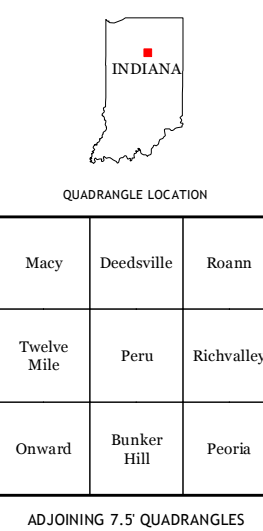 INDIANA
QUADRANGLE LOCATION
Macy Deedsville Roann
Twelve
Mile
Peru Richvalley
Onward
Bunker
Hill
Peoria
ADJOINING 7.5' QUADRANGLES